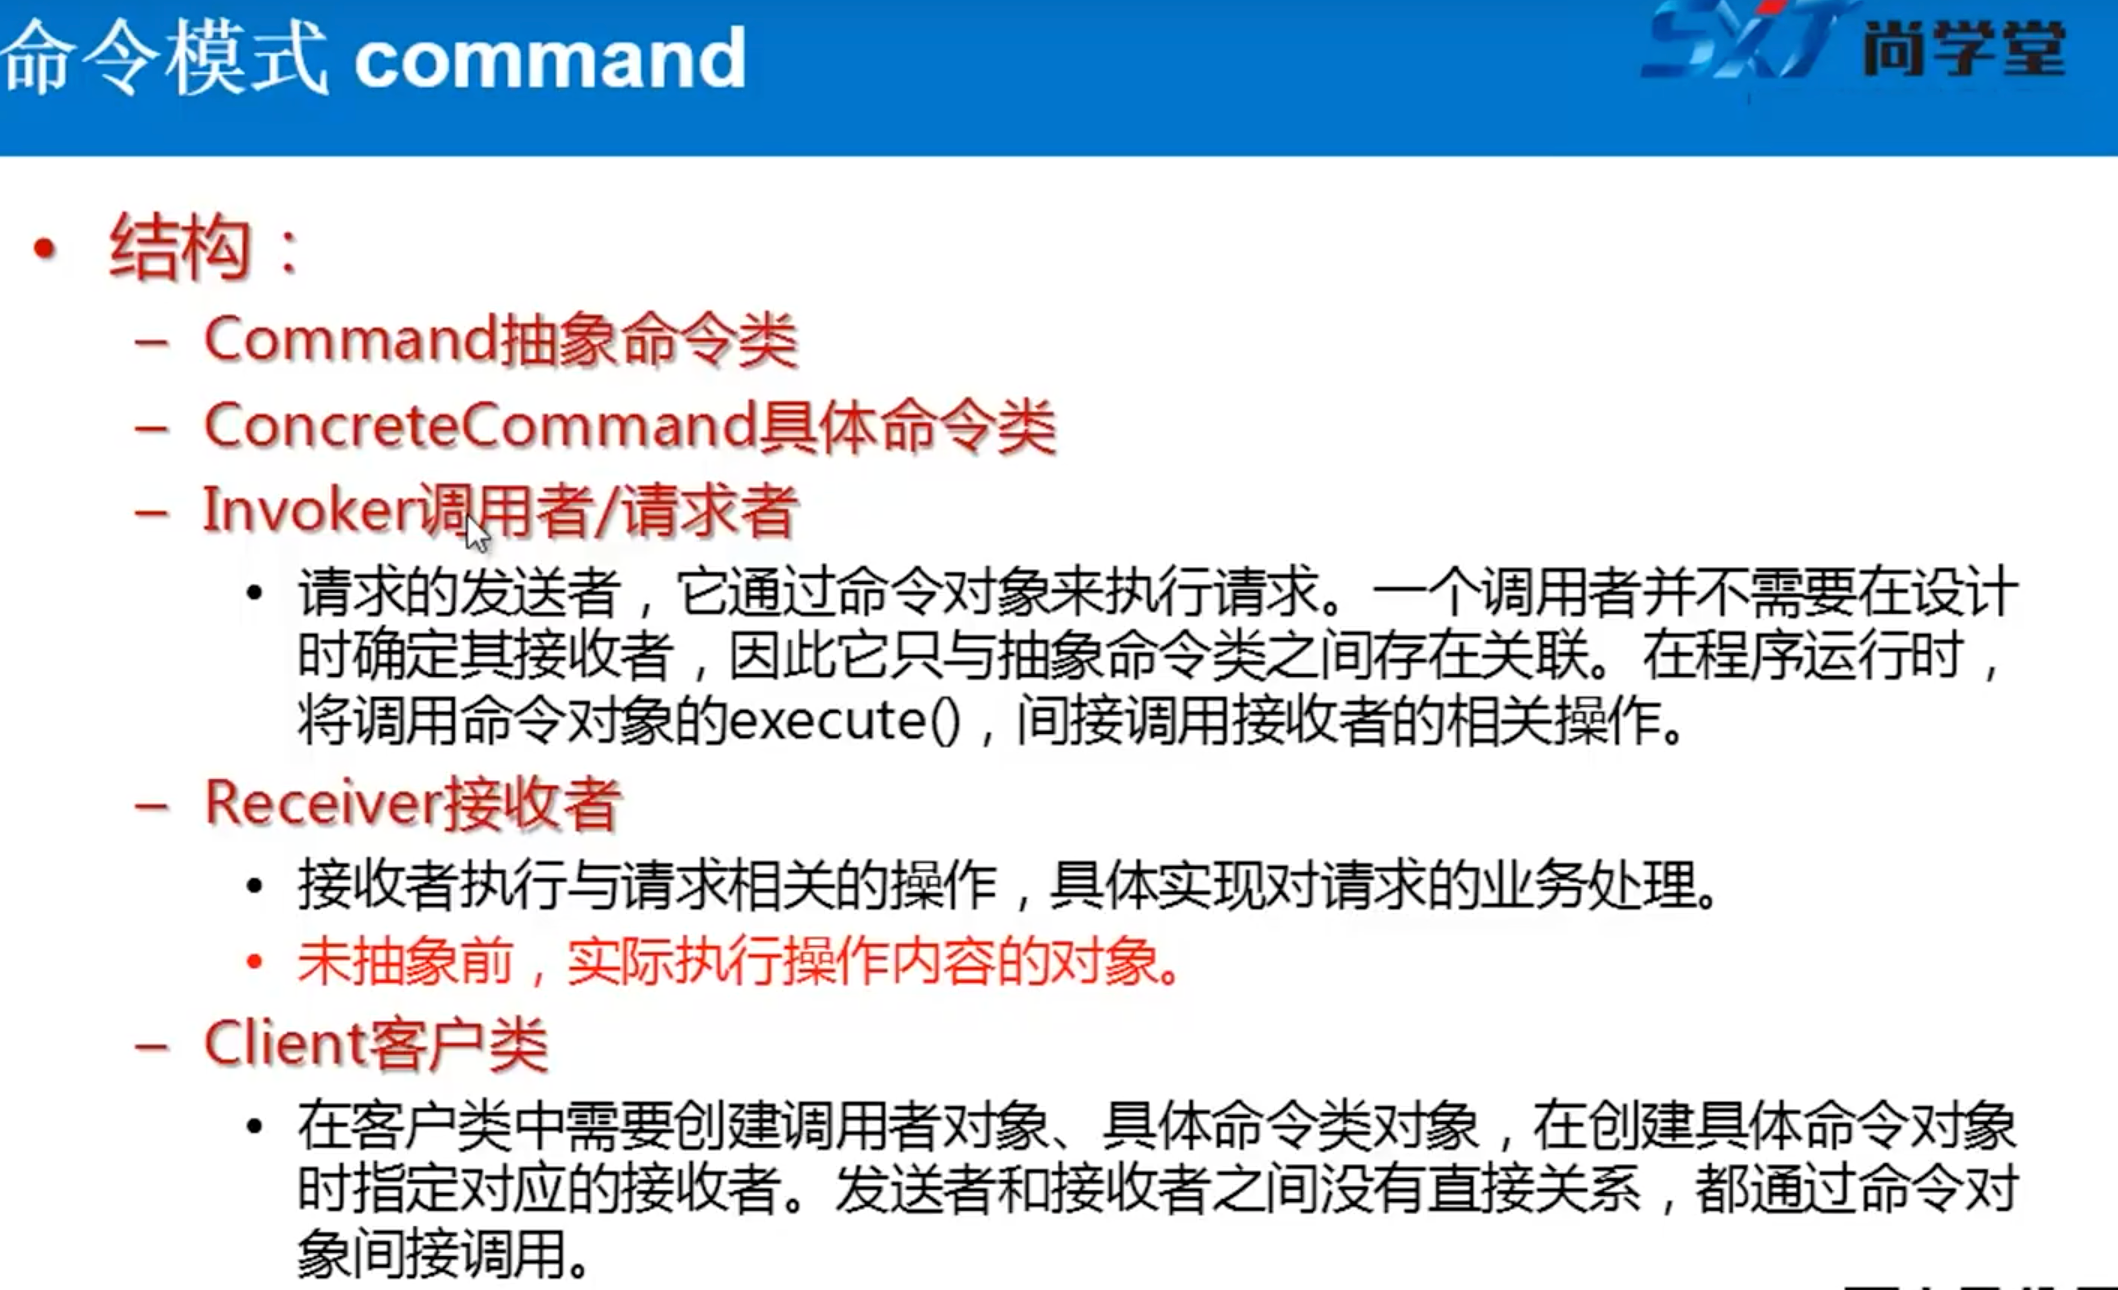 命令模式 command
SXT 尚学堂
• 结构：
– Command抽象命令类
– ConcreteCommand具体命令类
– Invoker调用者/请求者
• 请求的发送者，它通过命令对象来执行请求。一个调用者并不需要在设计
时确定其接收者，因此它只与抽象命令类之间存在关联。在程序运行时，
将调用命令对象的execute()，间接调用接收者的相关操作。
– Receiver接收者
• 接收者执行与请求相关的操作，具体实现对请求的业务处理。
• 未抽象前，实际执行操作内容的对象。
– Client客户类
• 在客户类中需要创建调用者对象、具体命令类对象，在创建具体命令对象
时指定对应的接收者。发送者和接收者之间没有直接关系，都通过命令对
象间接调用。